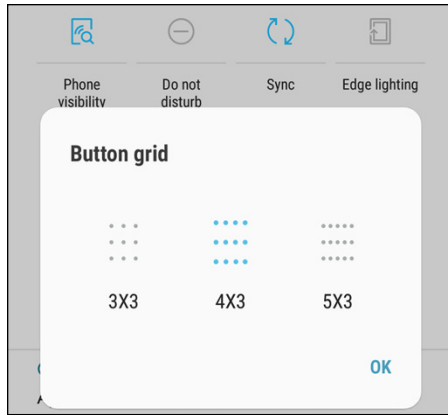 Phone Do not Sync Edge lighting
visibility disturb
Button grid
3X3 4X3 5X3
OK